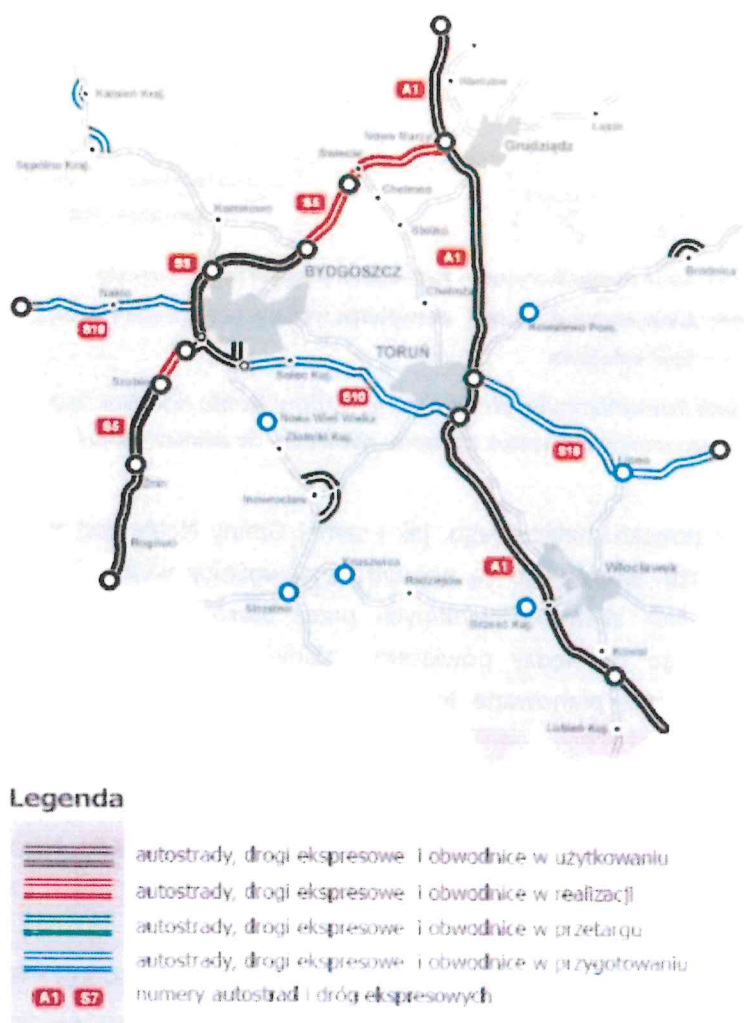 A1
Warlubie
Kamień Kraj.
Łasin
Nowe Marzy
Grudziądz
Sępólno Kraj.
Świecie
Chełmno
S5
Koronowo
Stolno
A1
S5
BYDGOSZCZ
Brodnica
Nakło
Chełmża
S10
Kowalewo Pom.
TORUŃ
Szubin
Solec Kuj.
S10
S5
Nowa Wieś Wielka
S10
Lipno
Złotniki Kuj.
Żnin
Inowrocław
Rogowo
A1
Włocławek
Kruszwica
Radziejów
Strzelno
Brześć Kuj.
Kowal
Lubień Kuj.
Legenda
autostrady, drogi ekspresowe i obwodnice w użytkowaniu
autostrady, drogi ekspresowe i obwodnice w realizacji
autostrady, drogi ekspresowe i obwodnice w przetargu
autostrady, drogi ekspresowe i obwodnice w przygotowaniu
A1 S7 numery autostrad i dróg ekspresowych